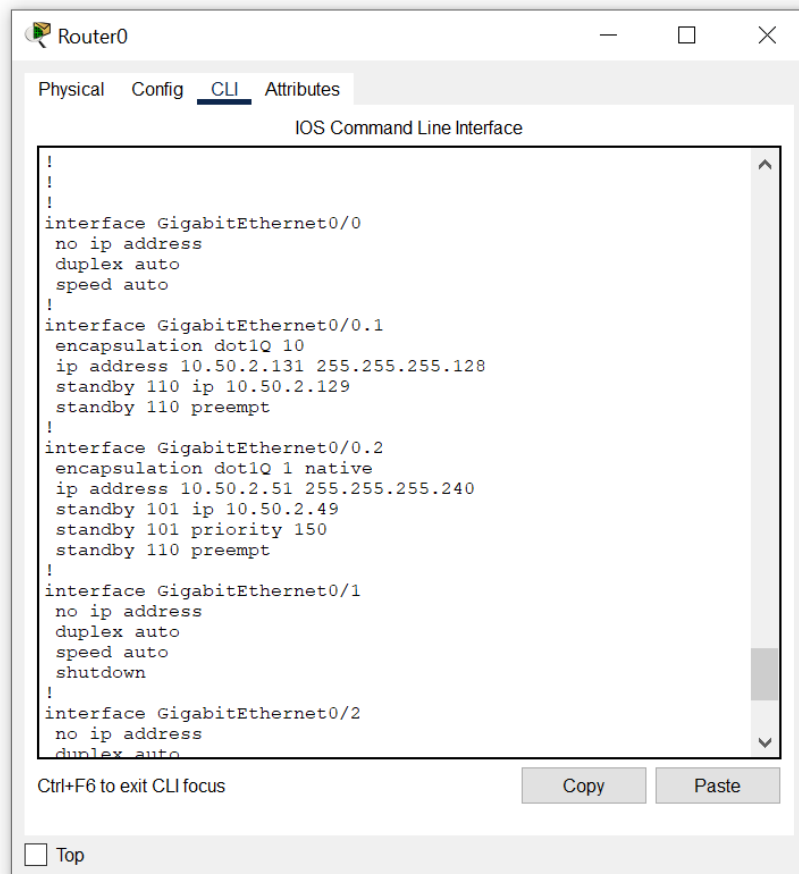 Router0
Physical Config CLI Attributes
IOS Command Line Interface
!
!
!
interface GigabitEthernet0/0
 no ip address
 duplex auto
 speed auto
!
interface GigabitEthernet0/0.1
 encapsulation dot1Q 10
 ip address 10.50.2.131 255.255.255.128
 standby 110 ip 10.50.2.129
 standby 110 preempt
!
interface GigabitEthernet0/0.2
 encapsulation dot1Q 1 native
 ip address 10.50.2.51 255.255.255.240
 standby 101 ip 10.50.2.49
 standby 101 priority 150
 standby 110 preempt
!
interface GigabitEthernet0/1
 no ip address
 duplex auto
 speed auto
 shutdown
!
interface GigabitEthernet0/2
 no ip address
 duplex auto
Ctrl+F6 to exit CLI focus
Copy Paste
Top